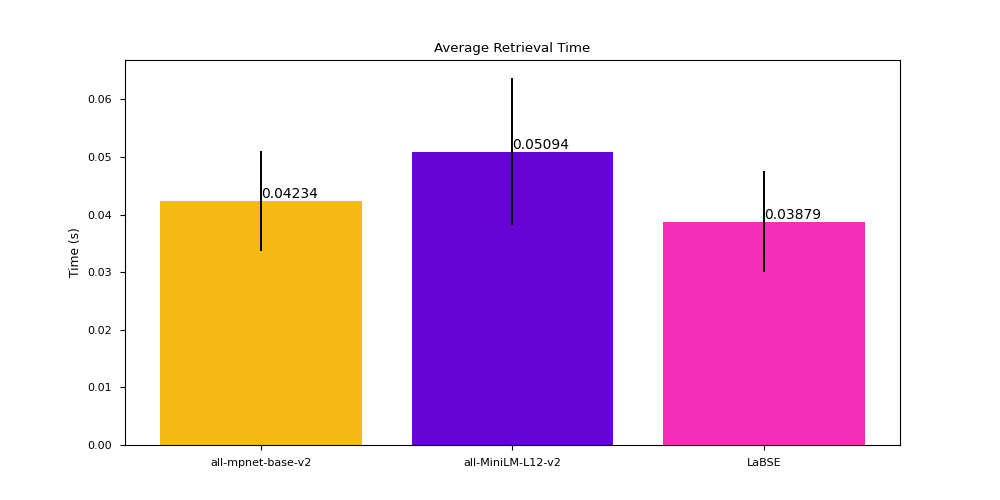 Average Retrieval Time
Time (s)
0.06
0.05
0.04
0.03
0.02
0.01
0.00
0.04234
0.05094
0.03879
all-mpnet-base-v2
all-MiniLM-L12-v2
LaBSE